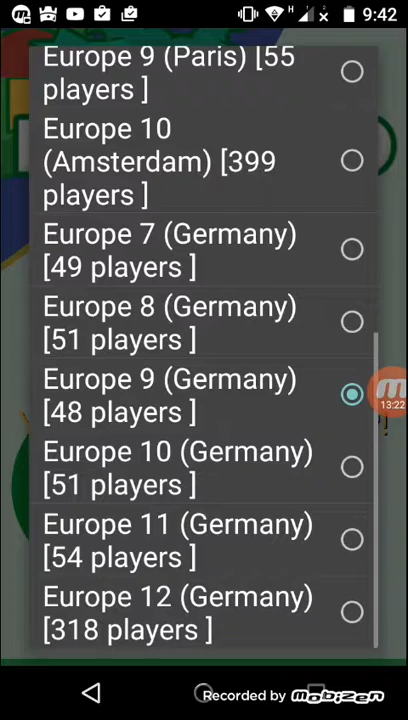 H
9:42
Europe 9 (Paris) [55
players ]
Europe 10
(Amsterdam) [399
players ]
Europe 7 (Germany)
[49 players ]
Europe 8 (Germany)
[51 players ]
Europe 9 (Germany)
[48 players ]
13:22
Europe 10 (Germany)
[51 players ]
Europe 11 (Germany)
[54 players ]
Europe 12 (Germany)
[318 players ]
Recorded by mobizen